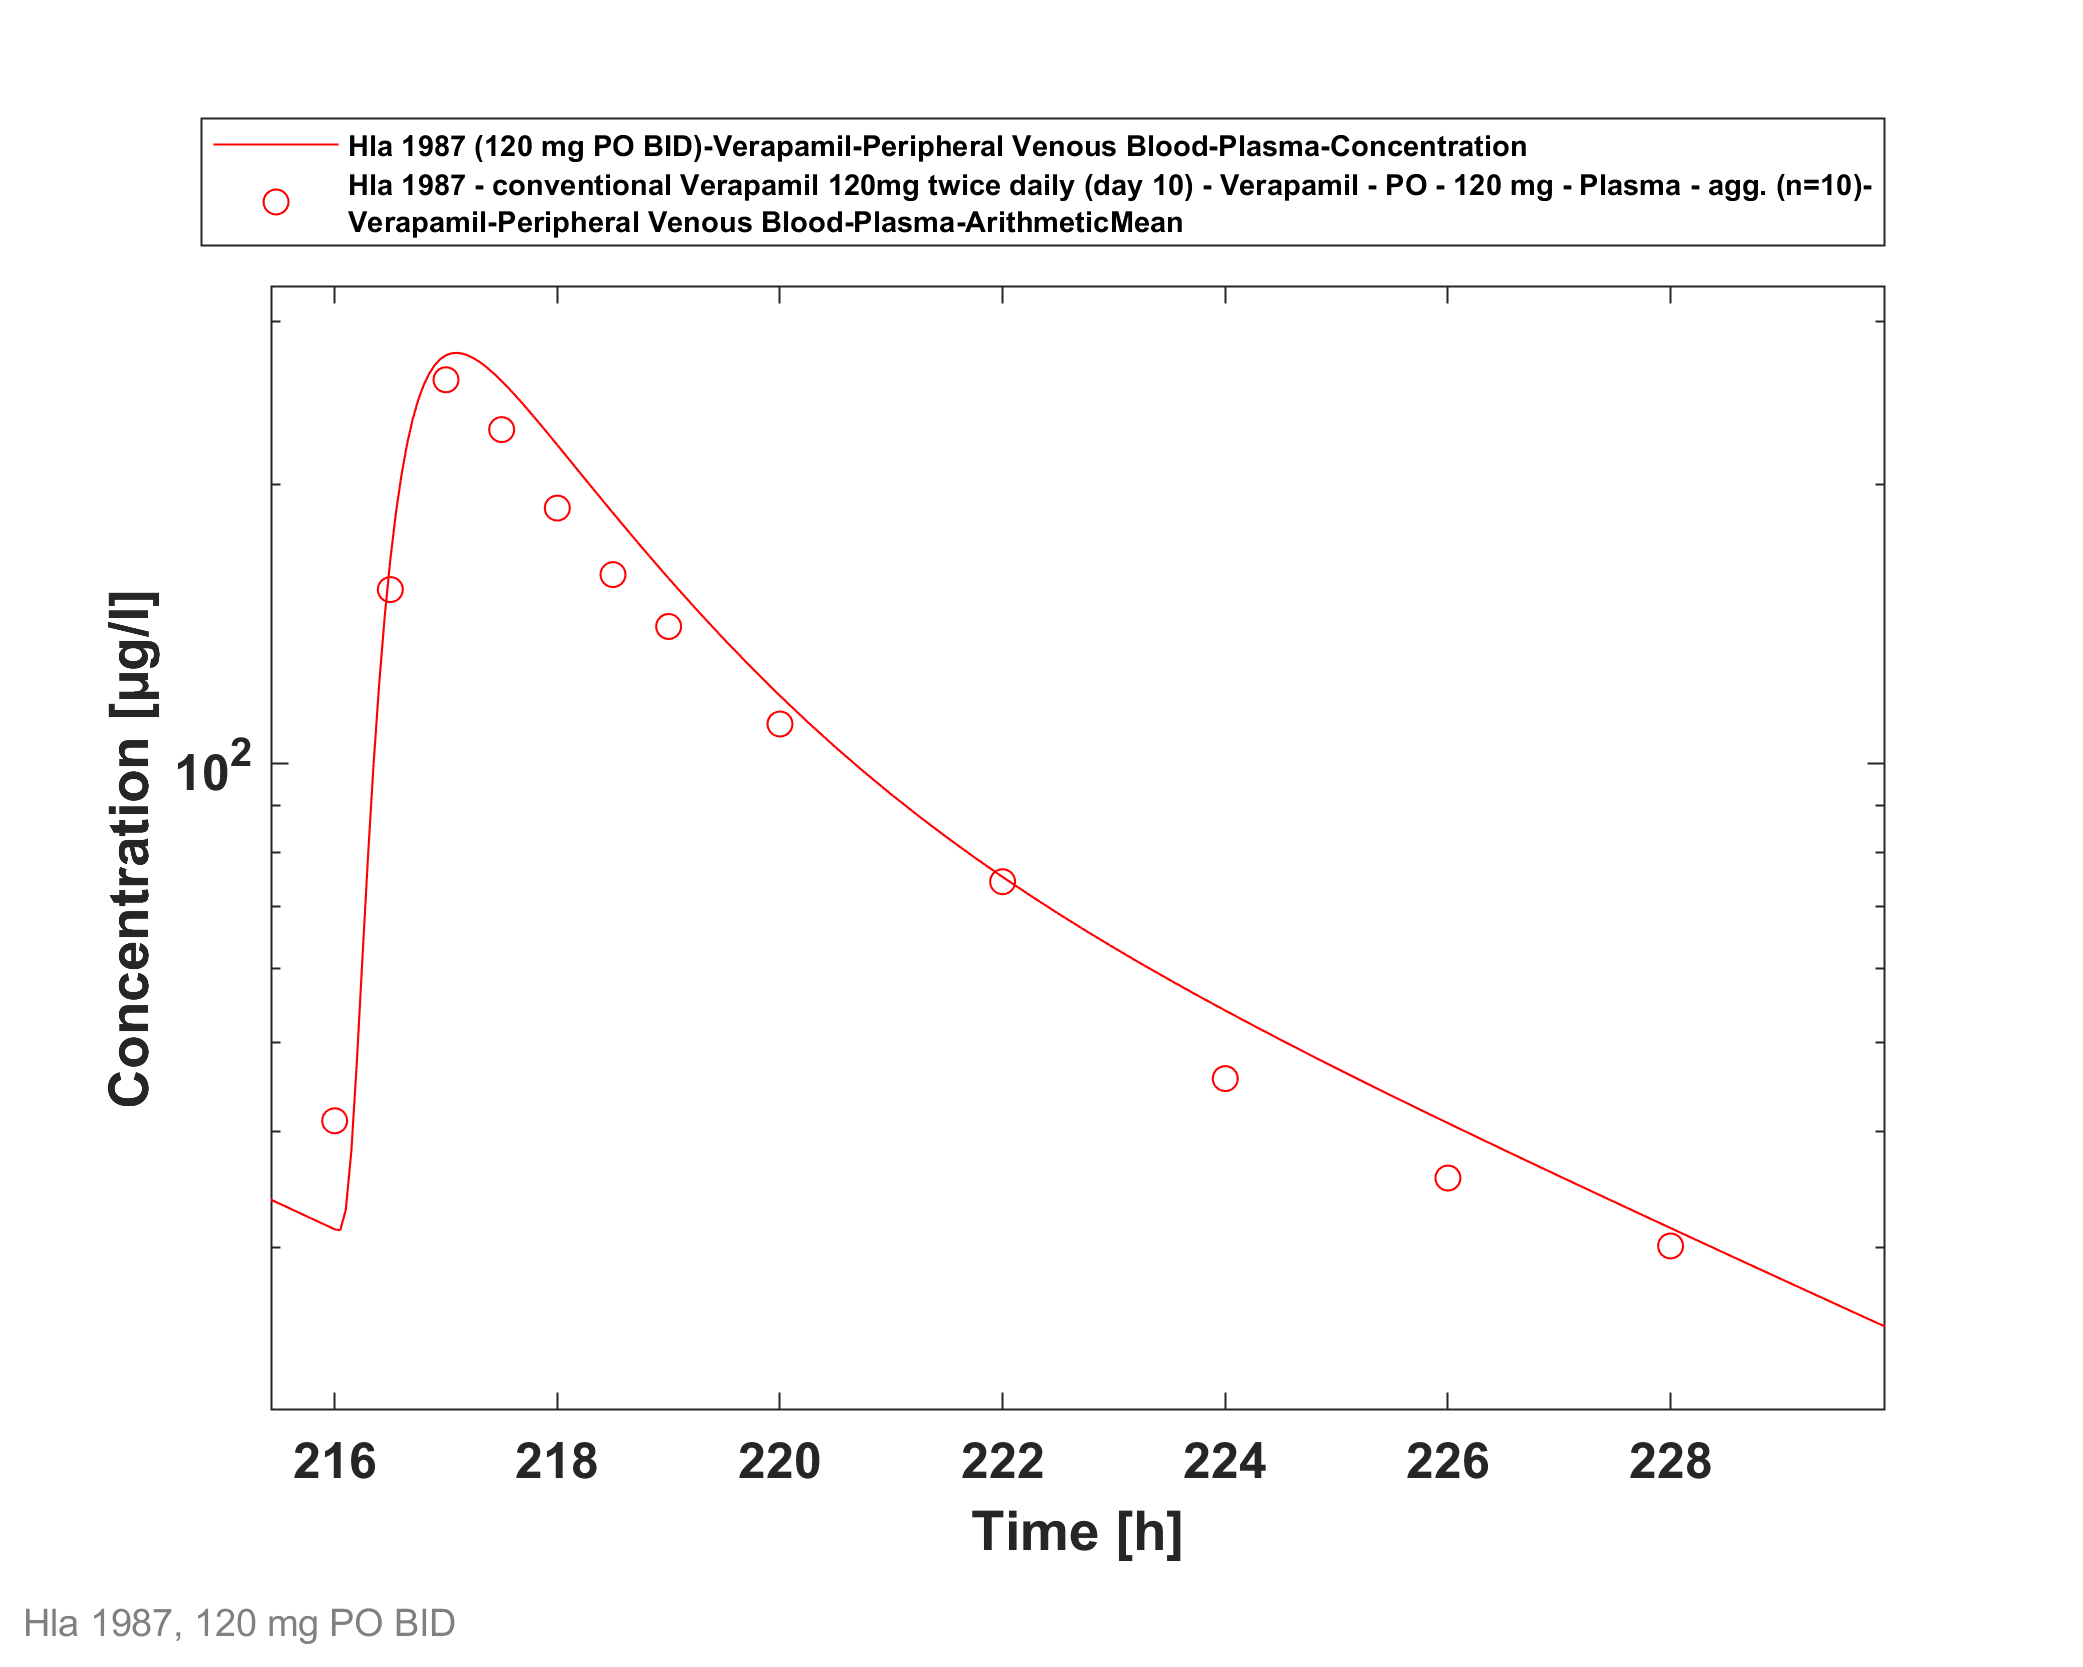 Hla 1987 (120 mg PO BID)-Verapamil-Peripheral Venous Blood-Plasma-Concentration
Hla 1987 - conventional Verapamil 120mg twice daily (day 10) - Verapamil - PO - 120 mg - Plasma - agg. (n=10)-
Verapamil-Peripheral Venous Blood-Plasma-ArithmeticMean
Concentration [µg/l]
10²
216 218 220 222 224 226 228
Time [h]
Hla 1987, 120 mg PO BID